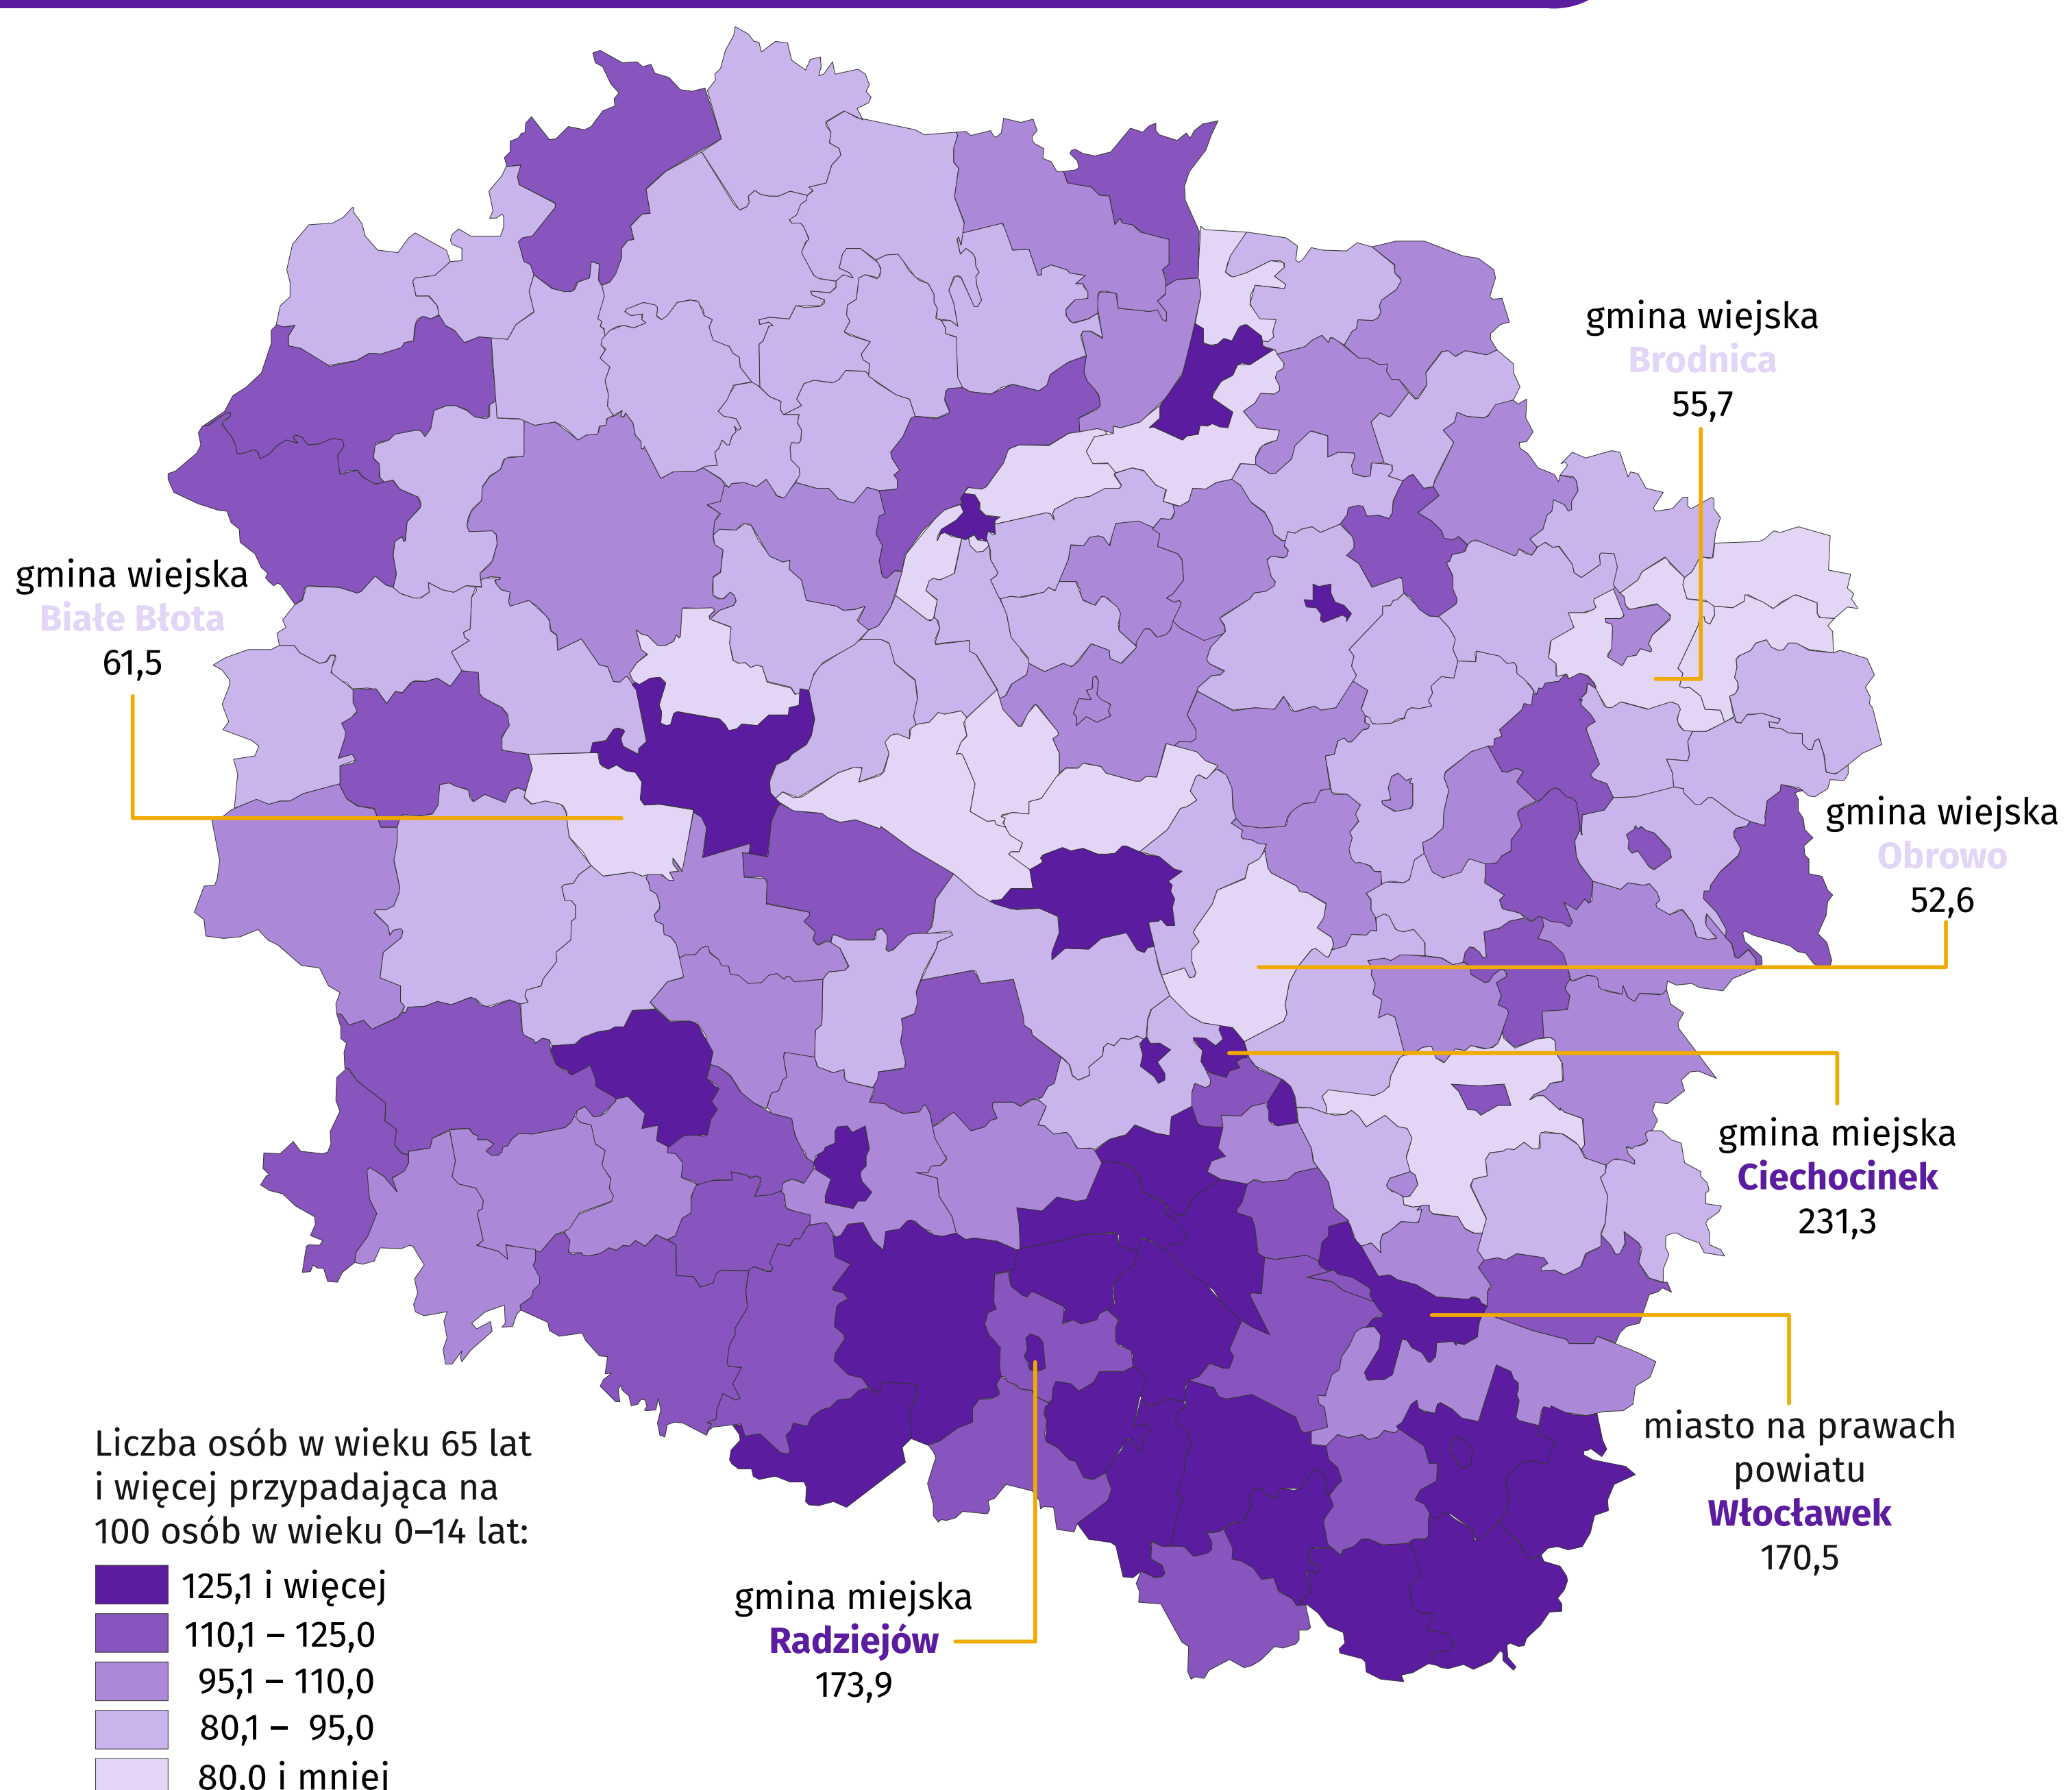 gmina wiejska
Brodnica
55,7
gmina wiejska
Białe Błota
61,5
gmina wiejska
Obrowo
52,6
gmina miejska
Ciechocinek
231,3
miasto na prawach
powiatu
Włocławek
170,5
gmina miejska
Radziejów
173,9
Liczba osób w wieku 65 lat
i więcej przypadająca na
100 osób w wieku 0–14 lat:
125,1 i więcej
110,1 – 125,0
95,1 – 110,0
80,1 – 95,0
80,0 i mniej